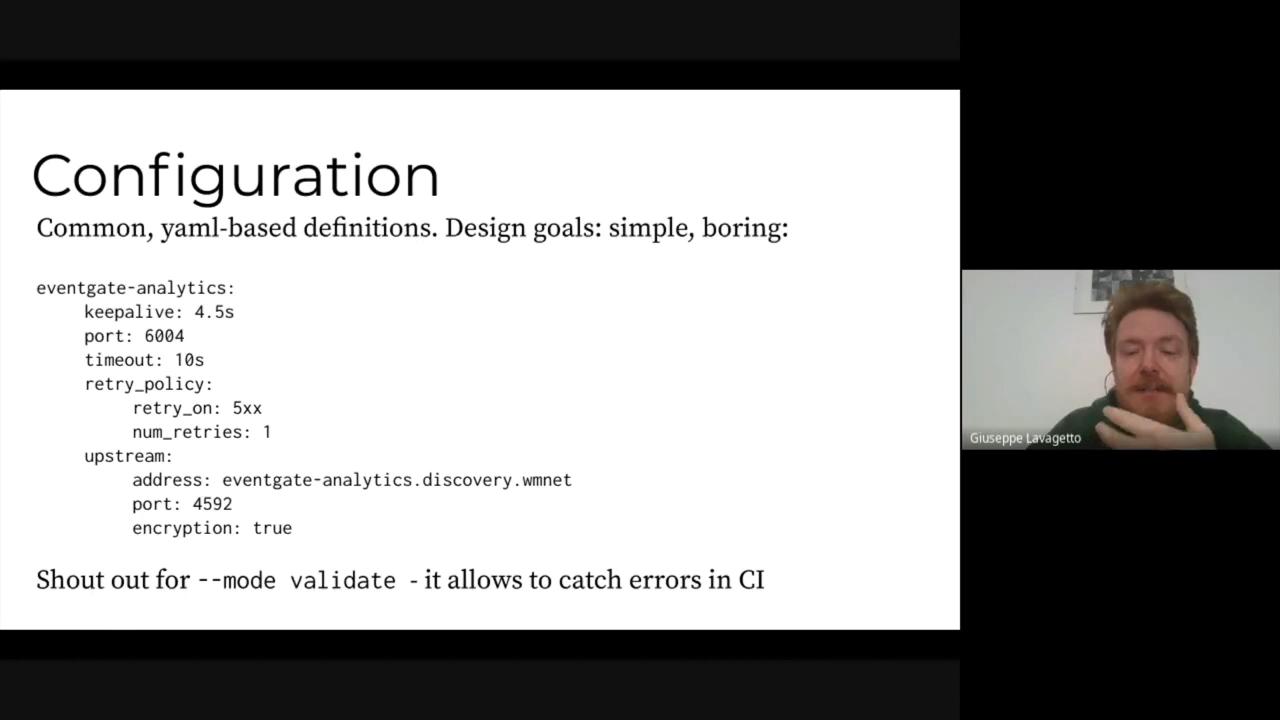 Configuration
Common, yaml-based definitions. Design goals: simple, boring:
eventgate-analytics:
keepalive: 4.5s
port: 6004
timeout: 10s
retry_policy:
retry_on: 5xx
num_retries: 1
upstream:
address: eventgate-analytics.discovery.wmnet
port: 4592
encryption: true
Shout out for --mode validate - it allows to catch errors in CI
Giuseppe Lavagetto